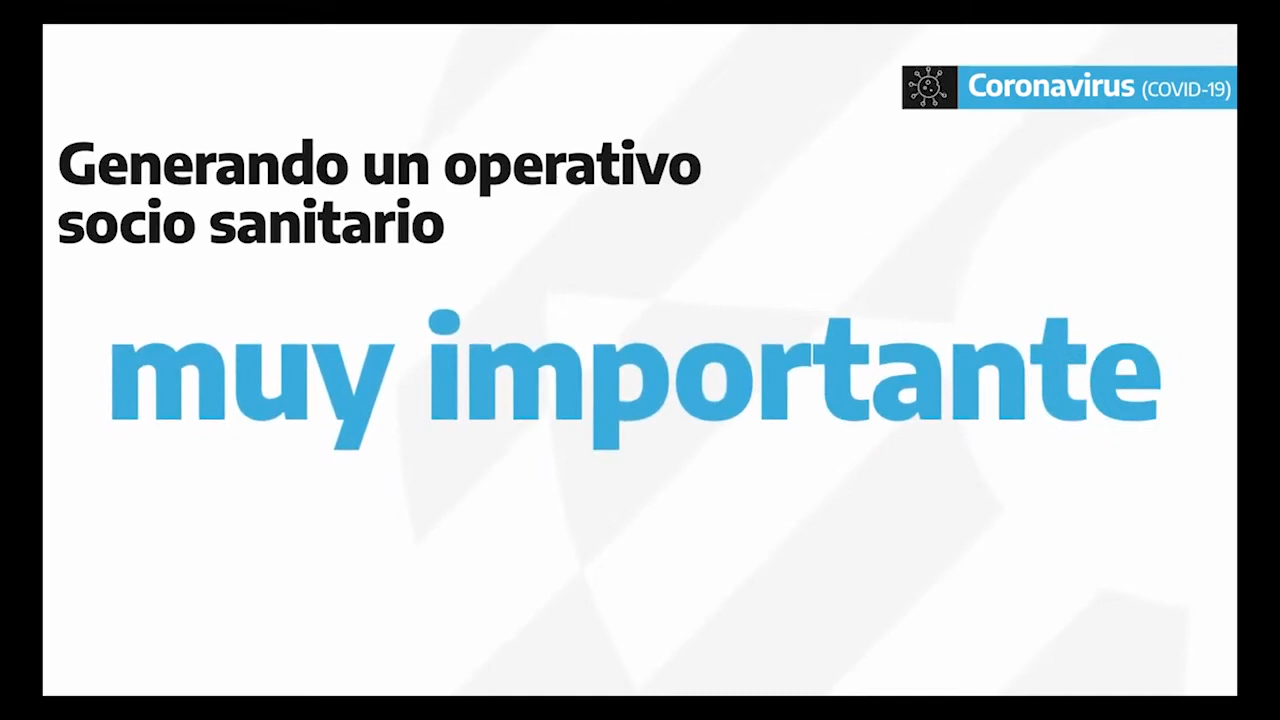 Coronavirus (COVID-19)
Generando un operativo
socio sanitario
muy importante